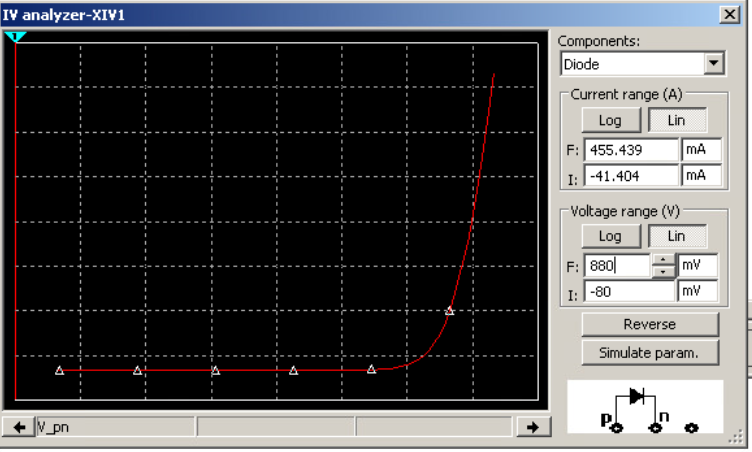 IV analyzer-XIV1
1
Components:
Diode
Current range (A)
Log Lin
F: 455.439 mA
I: -41.404 mA
Voltage range (V)
Log Lin
F: 880 mV
I: -80 mV
Reverse
Simulate param.
p n
V_pn